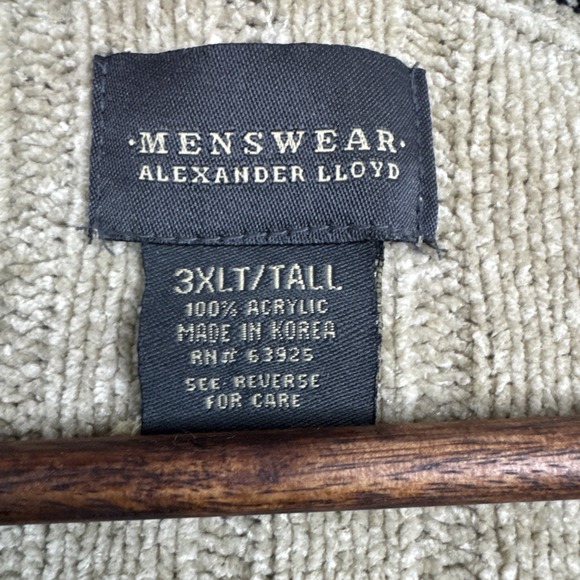 ·MENSWEAR·
ALEXANDER LLOYD
3XLT/TALL
100% ACRYLIC
MADE IN KOREA
RN# 63925
SEE REVERSE
FOR CARE